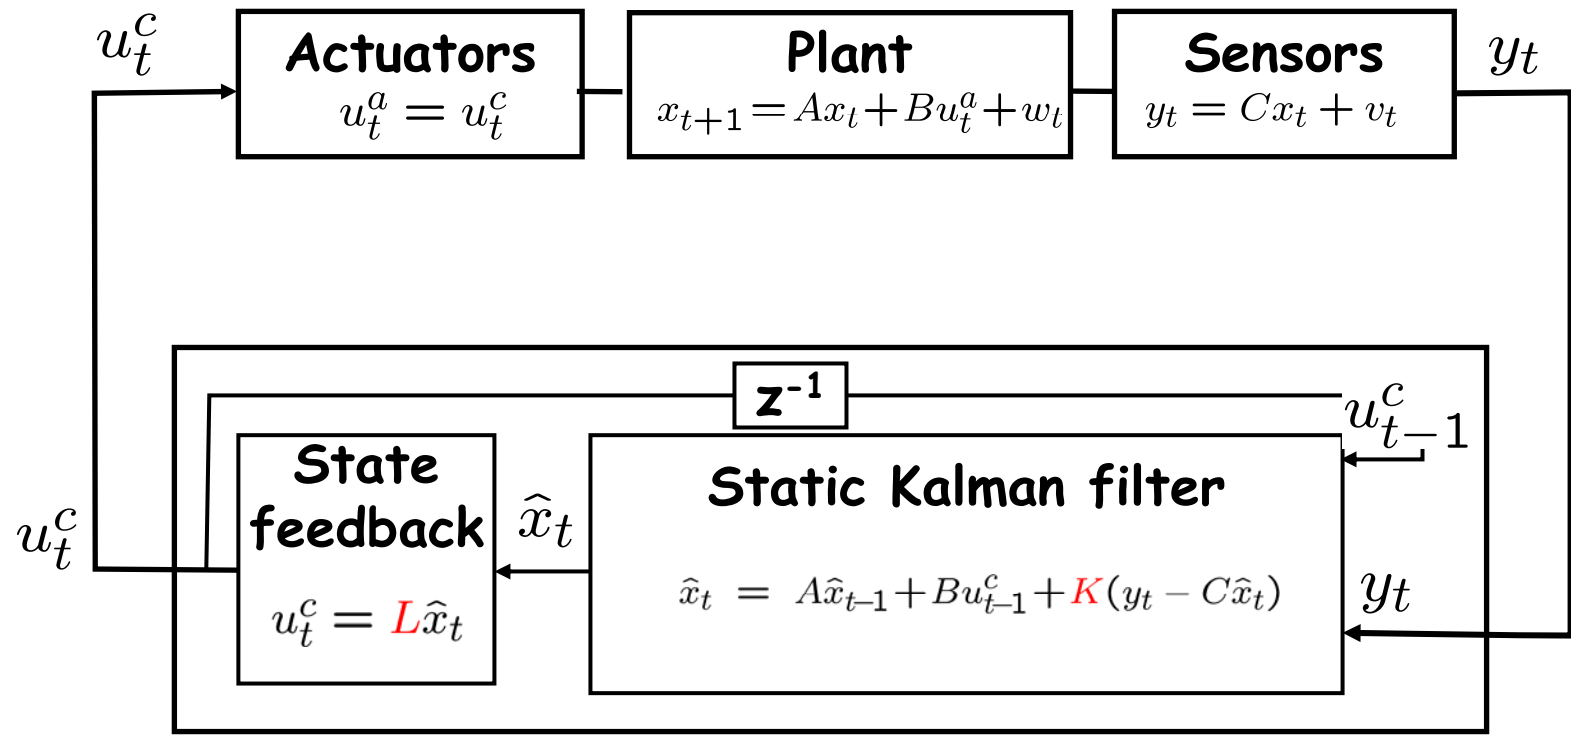 u_t^c
Actuators
u_t^a = u_t^c
Plant
x_{t+1} = Ax_t + Bu_t^a + w_t
Sensors
y_t = Cx_t + v_t
y_t
z^{-1}
u_{t-1}^c
State
feedback
u_t^c = Lx̂_t
u_t^c
x̂_t
Static Kalman filter
x̂_t = Ax̂_{t-1} + Bu_{t-1}^c + K(y_t - Cx̂_t)
y_t